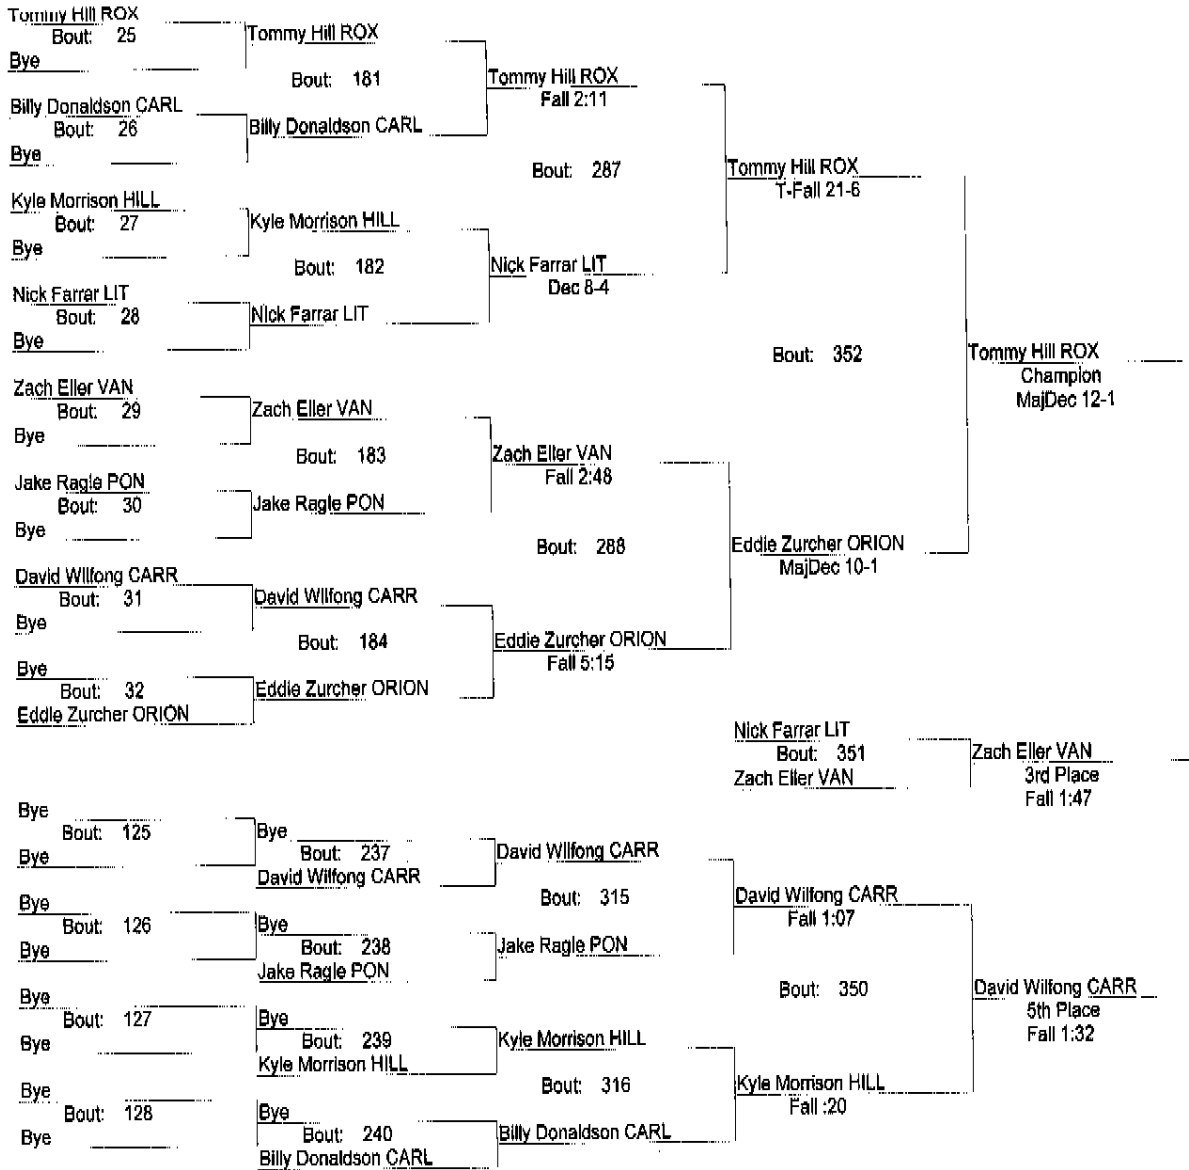 Tommy Hill ROX
Bout: 25
Bye
Tommy Hill ROX
Bout: 181
Billy Donaldson CARL
Bout: 26
Bye
Billy Donaldson CARL
Tommy Hill ROX
Fall 2:11
Bout: 287
Kyle Morrison HILL
Bout: 27
Bye
Kyle Morrison HILL
Bout: 182
Nick Farrar LIT
Bout: 28
Bye
Nick Farrar LIT
Nick Farrar LIT
Dec 8-4
Tommy Hill ROX
T-Fall 21-6
Bout: 352
Zach Eller VAN
Bout: 29
Bye
Zach Eller VAN
Bout: 183
Jake Ragle PON
Bout: 30
Bye
Jake Ragle PON
Zach Eller VAN
Fall 2:48
Bout: 288
David Wilfong CARR
Bout: 31
Bye
David Wilfong CARR
Bout: 184
Bye
Bout: 32
Eddie Zurcher ORION
Eddie Zurcher ORION
Eddie Zurcher ORION
Fall 5:15
Eddie Zurcher ORION
MajDec 10-1
Tommy Hill ROX
Champion
MajDec 12-1
Nick Farrar LIT
Bout: 351
Zach Eller VAN
Zach Eller VAN
3rd Place
Fall 1:47
Bye
Bout: 125
Bye
Bye
Bout: 237
David Wilfong CARR
David Wilfong CARR
Bout: 315
Bye
Bout: 126
Bye
Bye
Bout: 238
Jake Ragle PON
Jake Ragle PON
David Wilfong CARR
Fall 1:07
Bout: 350
Bye
Bout: 127
Bye
Bye
Bout: 239
Kyle Morrison HILL
Kyle Morrison HILL
Bout: 316
Bye
Bout: 128
Bye
Bye
Bout: 240
Billy Donaldson CARL
Billy Donaldson CARL
Kyle Morrison HILL
Fall :20
David Wilfong CARR
5th Place
Fall 1:32